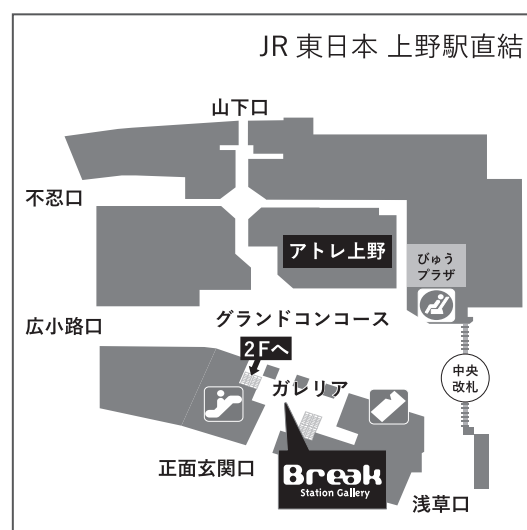 JR 東日本 上野駅直結
山下口
不忍口
アトレ上野
びゅう
プラザ
広小路口
グランドコンコース
2Fへ
ガレリア
中央
改札
正面玄関口
Break
Station Gallery
浅草口